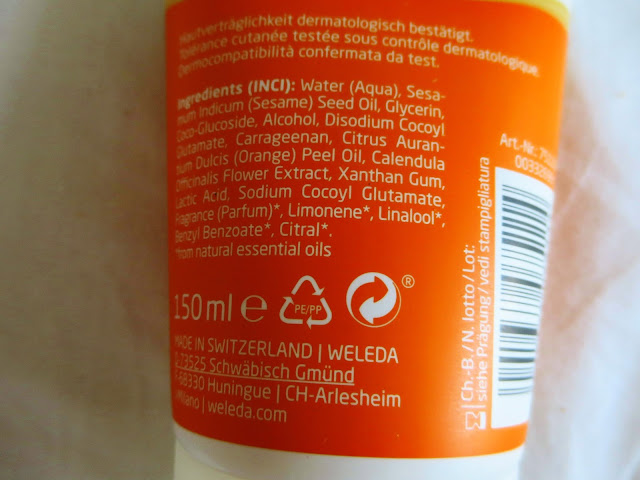 Hautverträglichkeit dermatologisch bestätigt.
Tolérance cutanée testée sous contrôle dermatologique.
Dermocompatibilità confermata da test.
Ingredients (INCI): Water (Aqua), Sesa-
mum Indicum (Sesame) Seed Oil, Glycerin,
Coco-Glucoside, Alcohol, Disodium Cocoyl
Glutamate, Carrageenan, Citrus Auran-
tium Dulcis (Orange) Peel Oil, Calendula
Officinalis Flower Extract, Xanthan Gum,
Lactic Acid, Sodium Cocoyl Glutamate,
Fragrance (Parfum)*, Limonene*, Linalool*,
Benzyl Benzoate*, Citral*.
*from natural essential oils
150 ml e
PE/PP
®
MADE IN SWITZERLAND | WELEDA
D-73525 Schwäbisch Gmünd
F-68330 Huningue | CH-Arlesheim
Milano | weleda.com
Art.-Nr.:
Ch.-B./N. lotto/Lot:
siehe Prägung/vedi stampigliatura